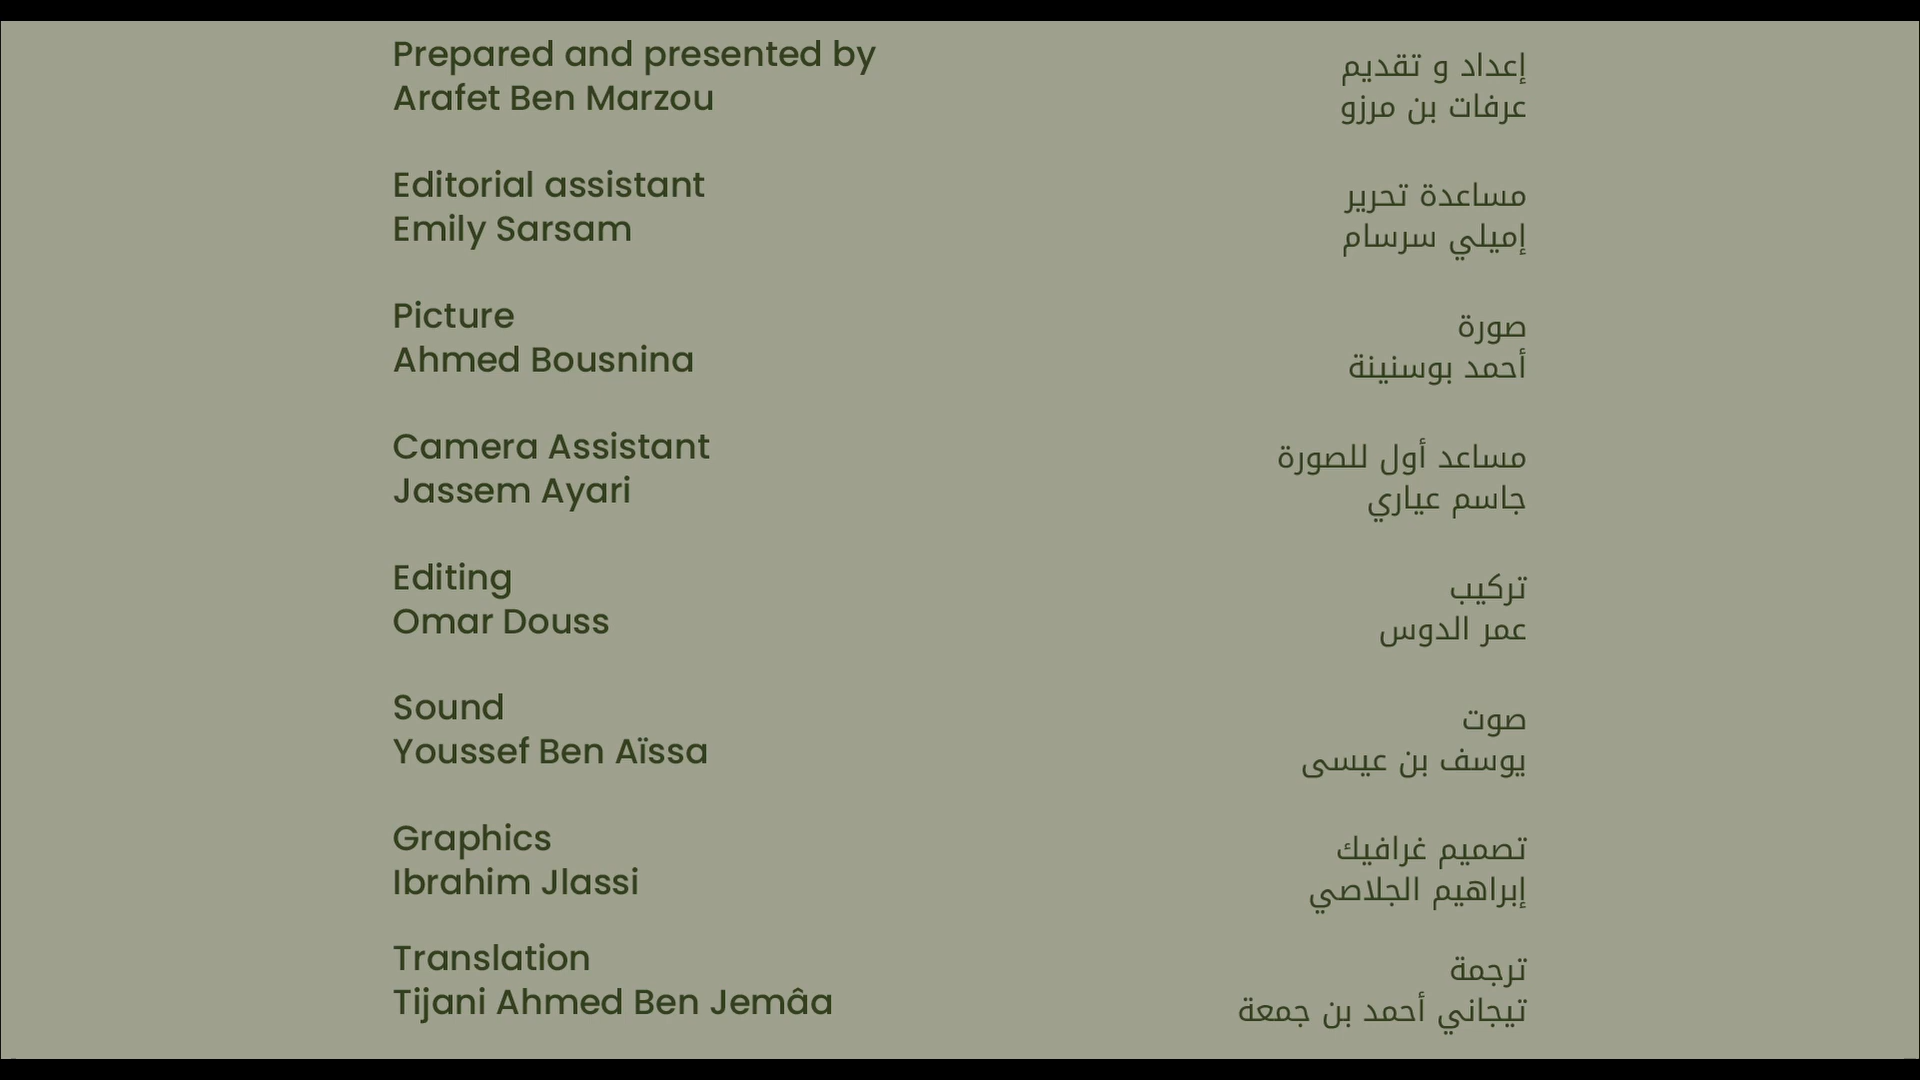 Prepared and presented by
Arafet Ben Marzou
Editorial assistant
Emily Sarsam
Picture
Ahmed Bousnina
Camera Assistant
Jassem Ayari
Editing
Omar Douss
Sound
Youssef Ben Aïssa
Graphics
Ibrahim Jlassi
Translation
Tijani Ahmed Ben Jemâa
إعداد و تقديم
عرفات بن مرزو
مساعدة تحرير
إميلي سرسام
صورة
أحمد بوسنينة
مساعد أول للصورة
جاسم عياري
تركيب
عمر الدوس
صوت
يوسف بن عيسى
تصميم غرافيك
إبراهيم الجلاصي
ترجمة
تيجاني أحمد بن جمعة